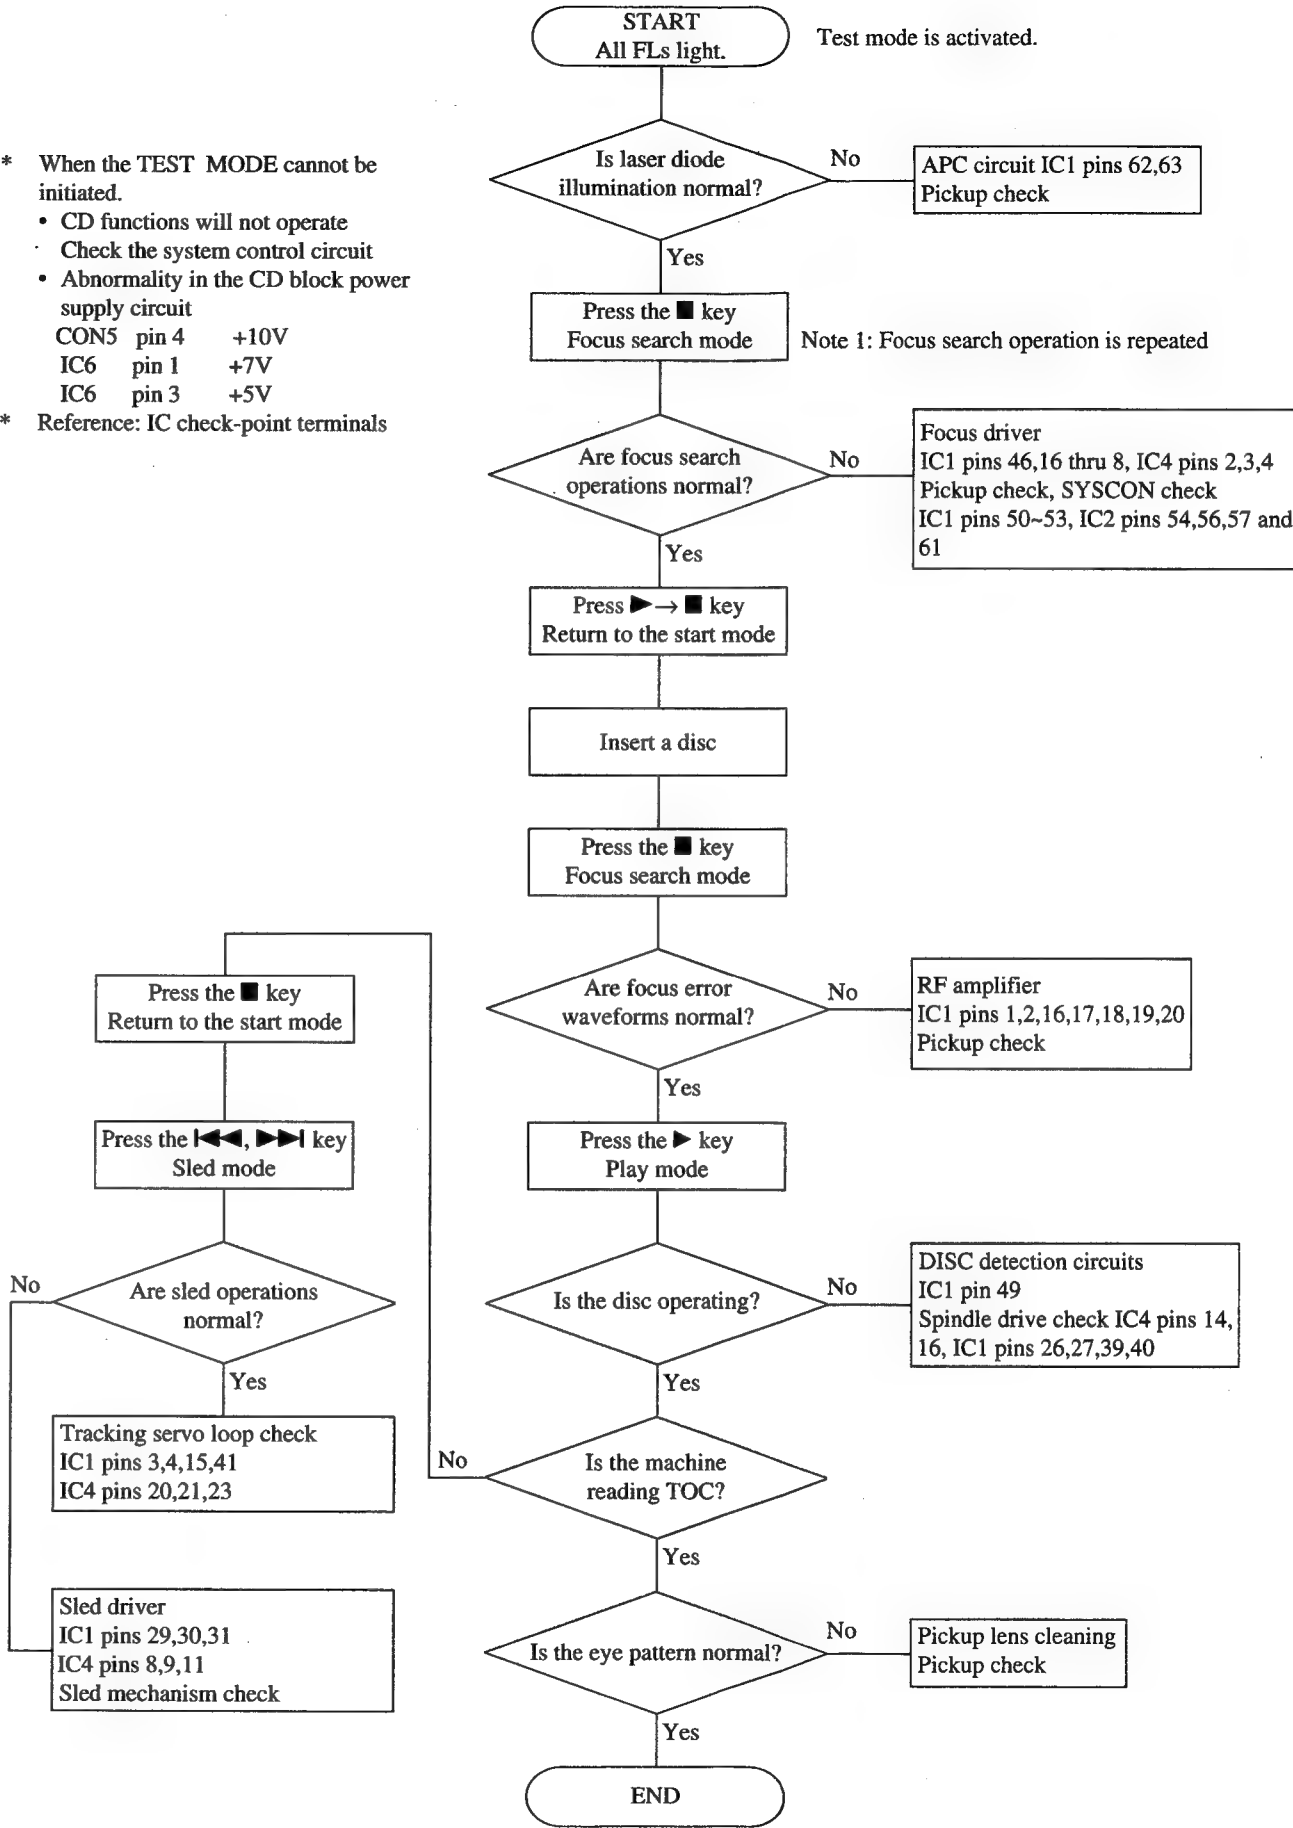 START
All FLs light.
Test mode is activated.
* When the TEST MODE cannot be
initiated.
• CD functions will not operate
Check the system control circuit
• Abnormality in the CD block power
supply circuit
CON5 pin 4 +10V
IC6 pin 1 +7V
IC6 pin 3 +5V
* Reference: IC check-point terminals
Is laser diode
illumination normal?
No
APC circuit IC1 pins 62,63
Pickup check
Yes
Press the ■ key
Focus search mode
Note 1: Focus search operation is repeated
Are focus search
operations normal?
No
Focus driver
IC1 pins 46,16 thru 8, IC4 pins 2,3,4
Pickup check, SYSCON check
IC1 pins 50~53, IC2 pins 54,56,57 and
61
Yes
Press ▶→ ■ key
Return to the start mode
Insert a disc
Press the ■ key
Focus search mode
Are focus error
waveforms normal?
No
RF amplifier
IC1 pins 1,2,16,17,18,19,20
Pickup check
Yes
Press the ▶ key
Play mode
Is the disc operating?
No
DISC detection circuits
IC1 pin 49
Spindle drive check IC4 pins 14,
16, IC1 pins 26,27,39,40
Yes
Is the machine
reading TOC?
No
Press the ■ key
Return to the start mode
Press the |◀◀, ▶▶| key
Sled mode
Are sled operations
normal?
No
Yes
Tracking servo loop check
IC1 pins 3,4,15,41
IC4 pins 20,21,23
Sled driver
IC1 pins 29,30,31
IC4 pins 8,9,11
Sled mechanism check
Yes
Is the eye pattern normal?
No
Pickup lens cleaning
Pickup check
Yes
END